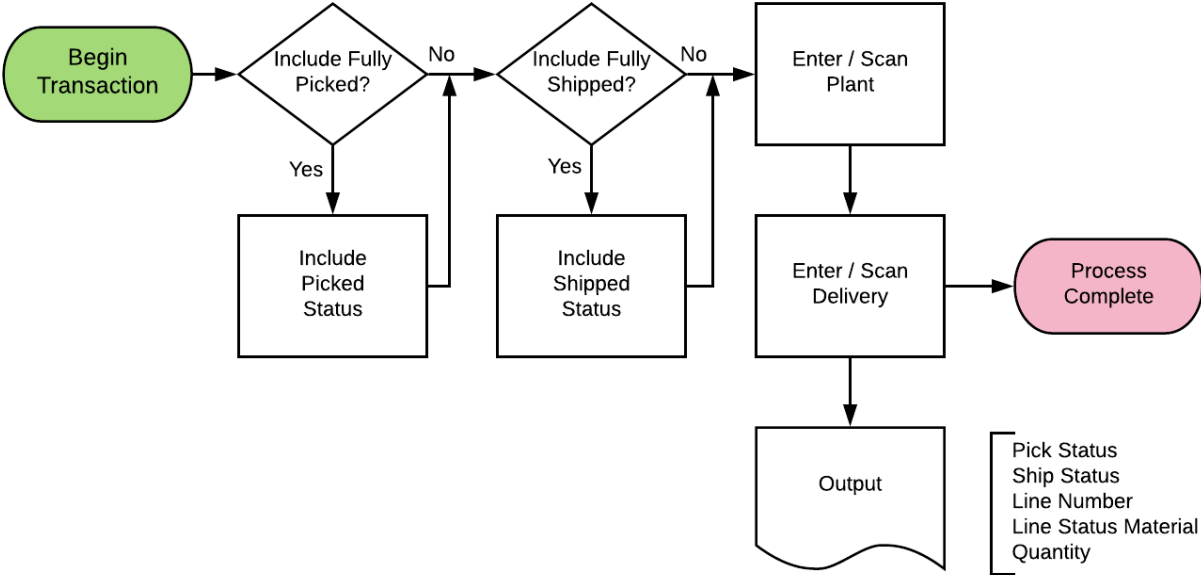 Begin
Transaction
Include Fully
Picked?
No
Yes
Include
Picked
Status
Include Fully
Shipped?
No
Yes
Include
Shipped
Status
Enter / Scan
Plant
Enter / Scan
Delivery
Process
Complete
Output
Pick Status
Ship Status
Line Number
Line Status Material
Quantity